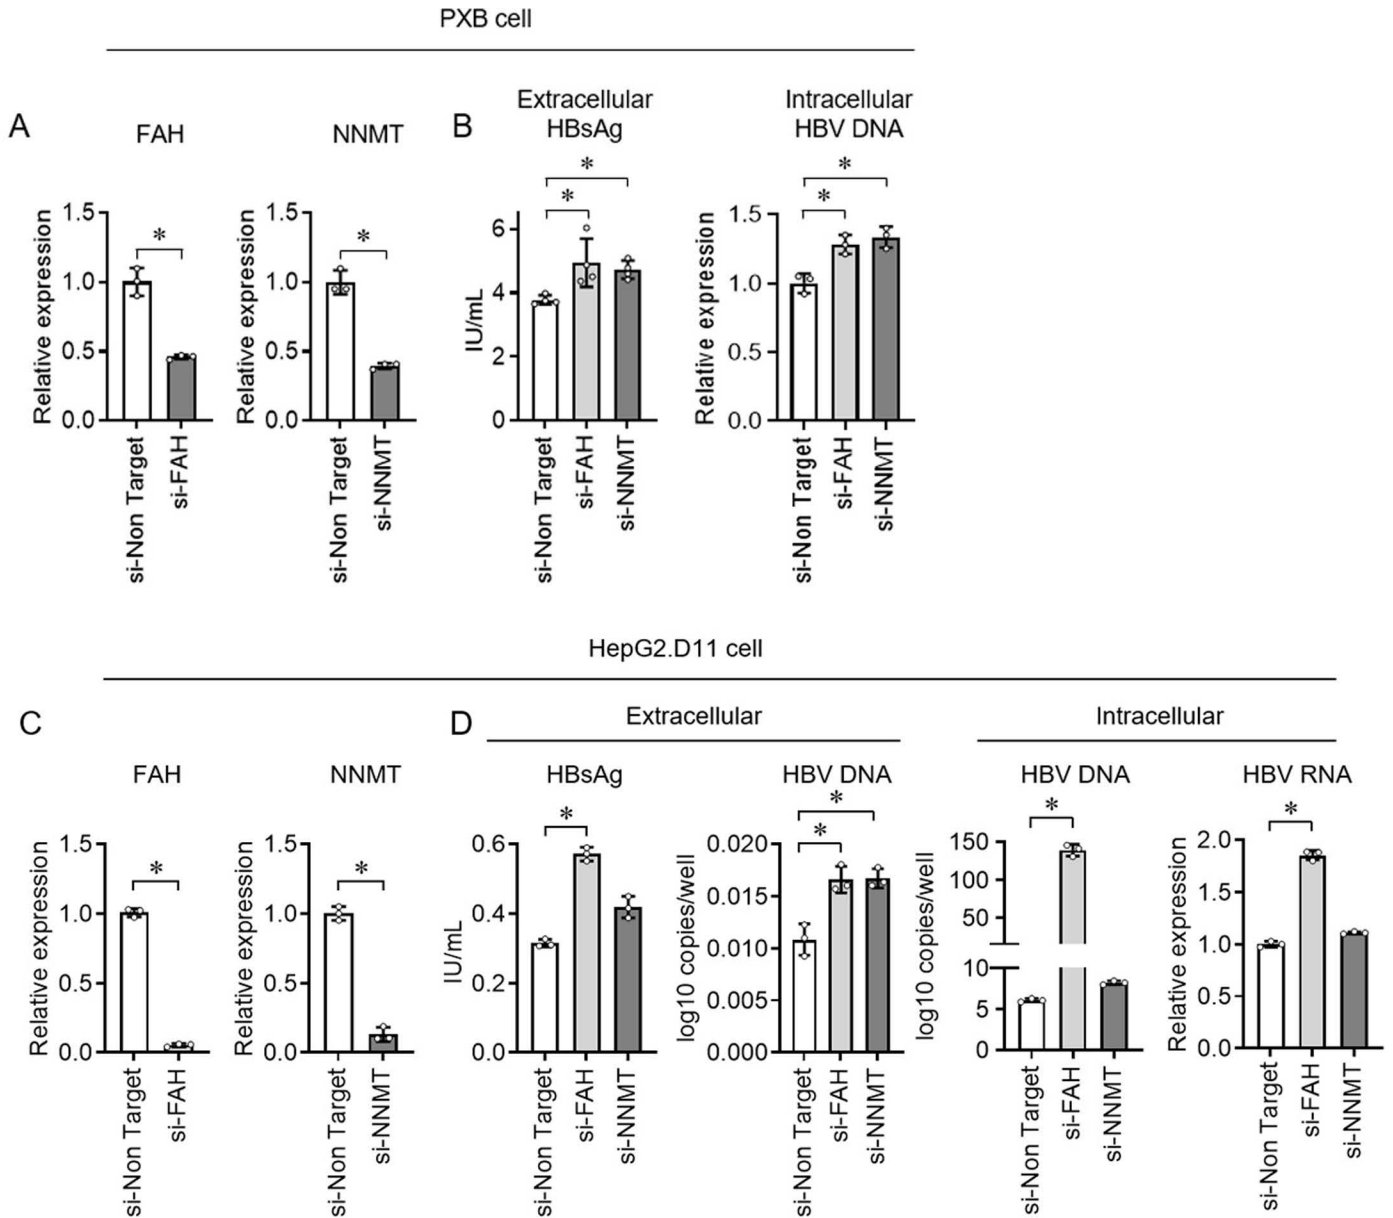 PXB cell
A
FAH
Relative expression
1.5
1.0
0.5
0.0
*
si-Non Target
si-FAH
NNMT
Relative expression
1.5
1.0
0.5
0.0
*
si-Non Target
si-NNMT
B
Extracellular
HBsAg
IU/mL
6
4
2
0
*
*
si-Non Target
si-FAH
si-NNMT
Intracellular
HBV DNA
Relative expression
1.5
1.0
0.5
0.0
*
*
si-Non Target
si-FAH
si-NNMT
HepG2.D11 cell
C
FAH
Relative expression
1.5
1.0
0.5
0.0
*
si-Non Target
si-FAH
NNMT
Relative expression
1.5
1.0
0.5
0.0
*
si-Non Target
si-NNMT
D
Extracellular
HBsAg
IU/mL
0.6
0.4
0.2
0.0
*
si-Non Target
si-FAH
si-NNMT
HBV DNA
log10 copies/well
0.020
0.015
0.010
0.005
0.000
*
*
si-Non Target
si-FAH
si-NNMT
Intracellular
HBV DNA
log10 copies/well
150
100
50
10
5
0
*
si-Non Target
si-FAH
si-NNMT
HBV RNA
Relative expression
2.0
1.5
1.0
0.5
0.0
*
si-Non Target
si-FAH
si-NNMT